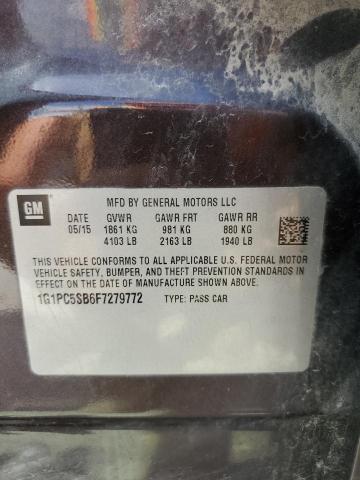 MFD BY GENERAL MOTORS LLC
GM
DATE GVWR GAWR FRT GAWR RR
05/15 1861 KG 981 KG 880 KG
4103 LB 2163 LB 1940 LB
THIS VEHICLE CONFORMS TO ALL APPLICABLE U.S. FEDERAL MOTOR
VEHICLE SAFETY, BUMPER, AND THEFT PREVENTION STANDARDS IN
EFFECT ON THE DATE OF MANUFACTURE SHOWN ABOVE.
1G1PC5SB6F7279772 TYPE: PASS CAR